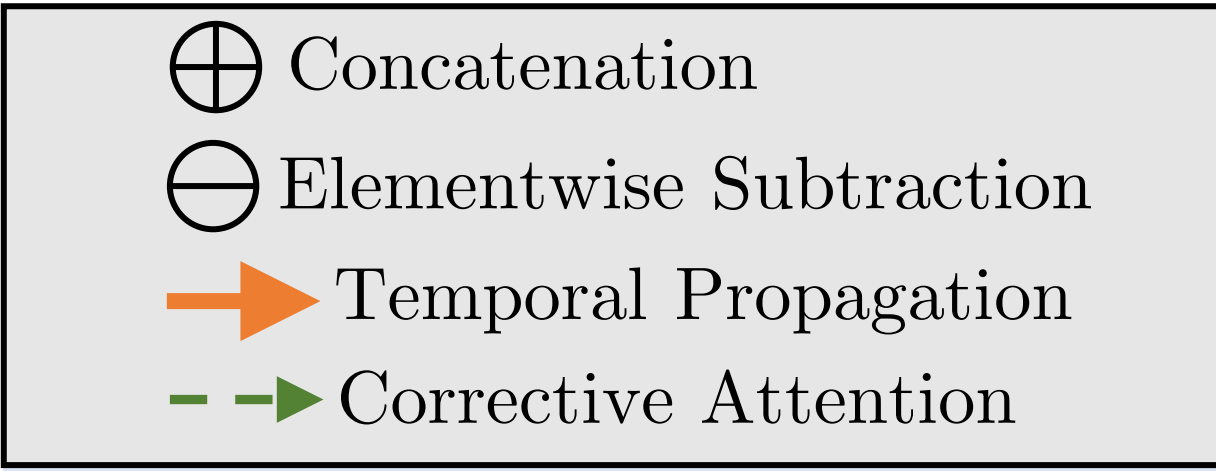 Concatenation
Elementwise Subtraction
Temporal Propagation
Corrective Attention